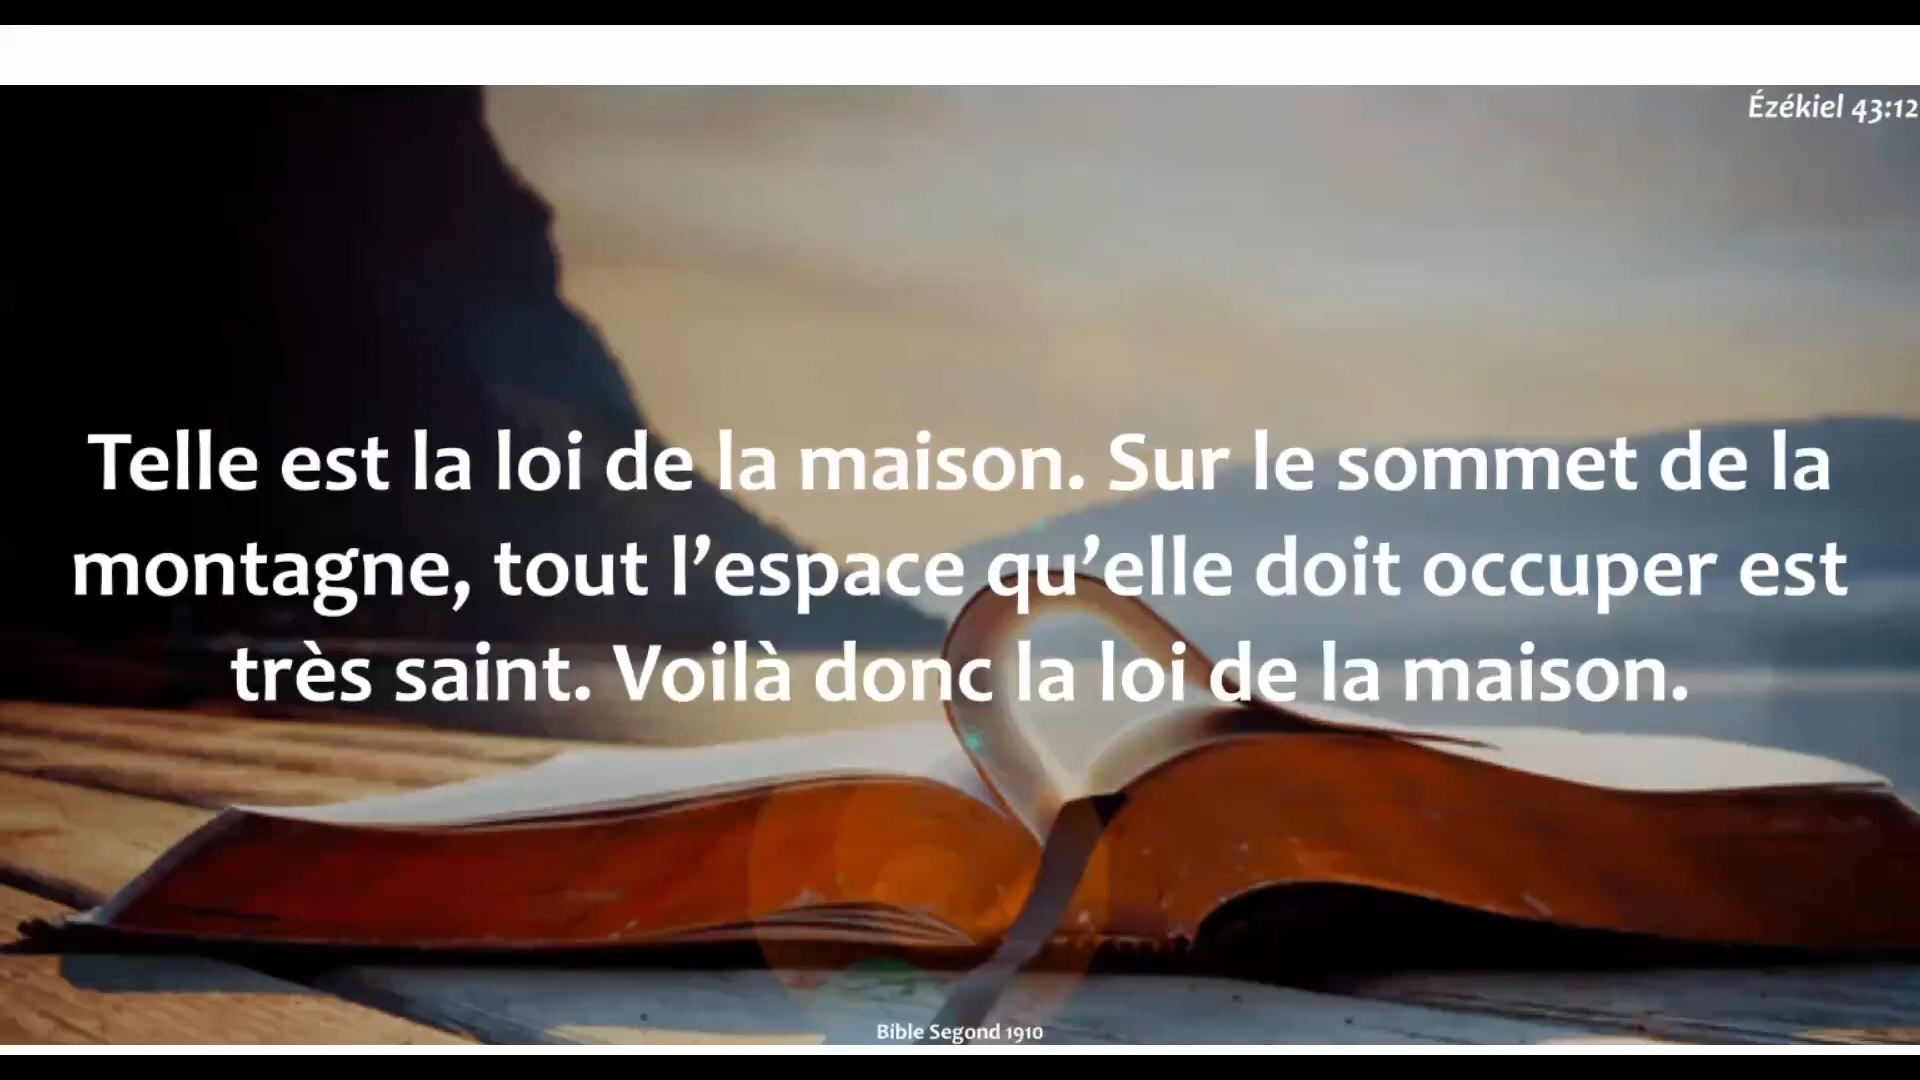 Ézékiel 43:12
Telle est la loi de la maison. Sur le sommet de la
montagne, tout l’espace qu’elle doit occuper est
très saint. Voilà donc la loi de la maison.
Bible Segond 1910